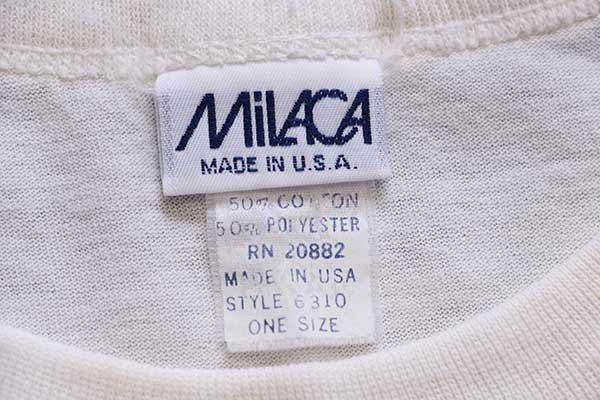 MiLACA
MADE IN U.S.A.
50% COTTON
50% POLYESTER
RN 20882
MADE IN USA
STYLE 6310
ONE SIZE